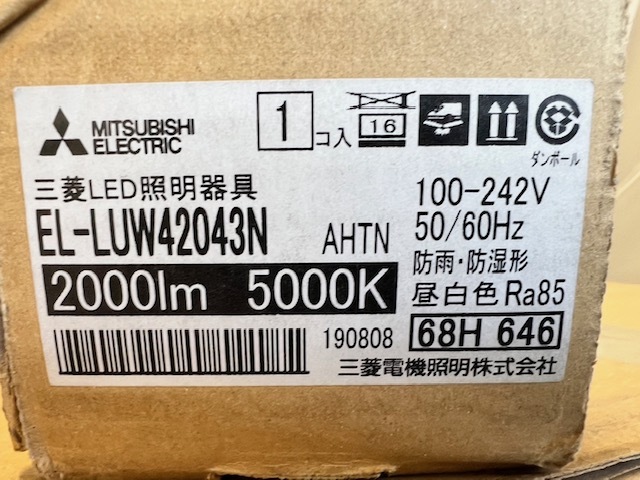 MITSUBISHI
ELECTRIC
1 コ入
16
ダンボール
三菱LED照明器具
EL-LUW42043N AHTN
2000lm 5000K
190808
100-242V
50/60Hz
防雨・防湿形
昼白色 Ra85
68H 646
三菱電機照明株式会社